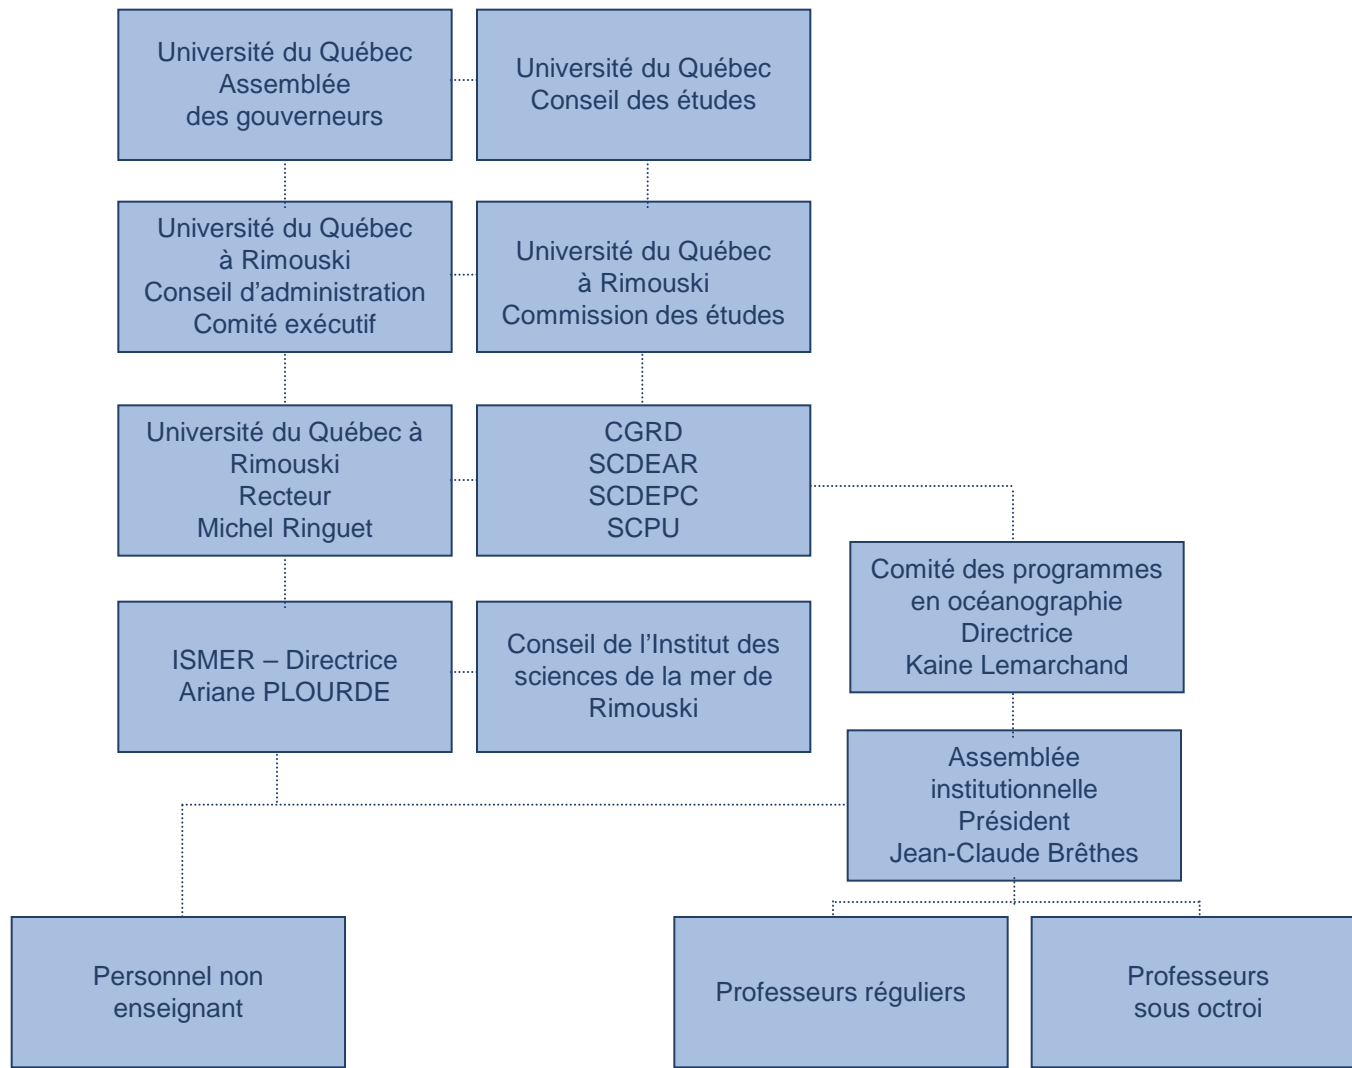 Université du Québec
Assemblée
des gouverneurs
Université du Québec
Conseil des études
Université du Québec
à Rimouski
Conseil d’administration
Comité exécutif
Université du Québec
à Rimouski
Commission des études
Université du Québec à
Rimouski
Recteur
Michel Ringuet
CGRD
SCDEAR
SCDEPC
SCPU
Comité des programmes
en océanographie
Directrice
Kaine Lemarchand
ISMER – Directrice
Ariane PLOURDE
Conseil de l’Institut des
sciences de la mer de
Rimouski
Assemblée
institutionnelle
Président
Jean-Claude Brêthes
Personnel non
enseignant
Professeurs réguliers
Professeurs
sous octroi